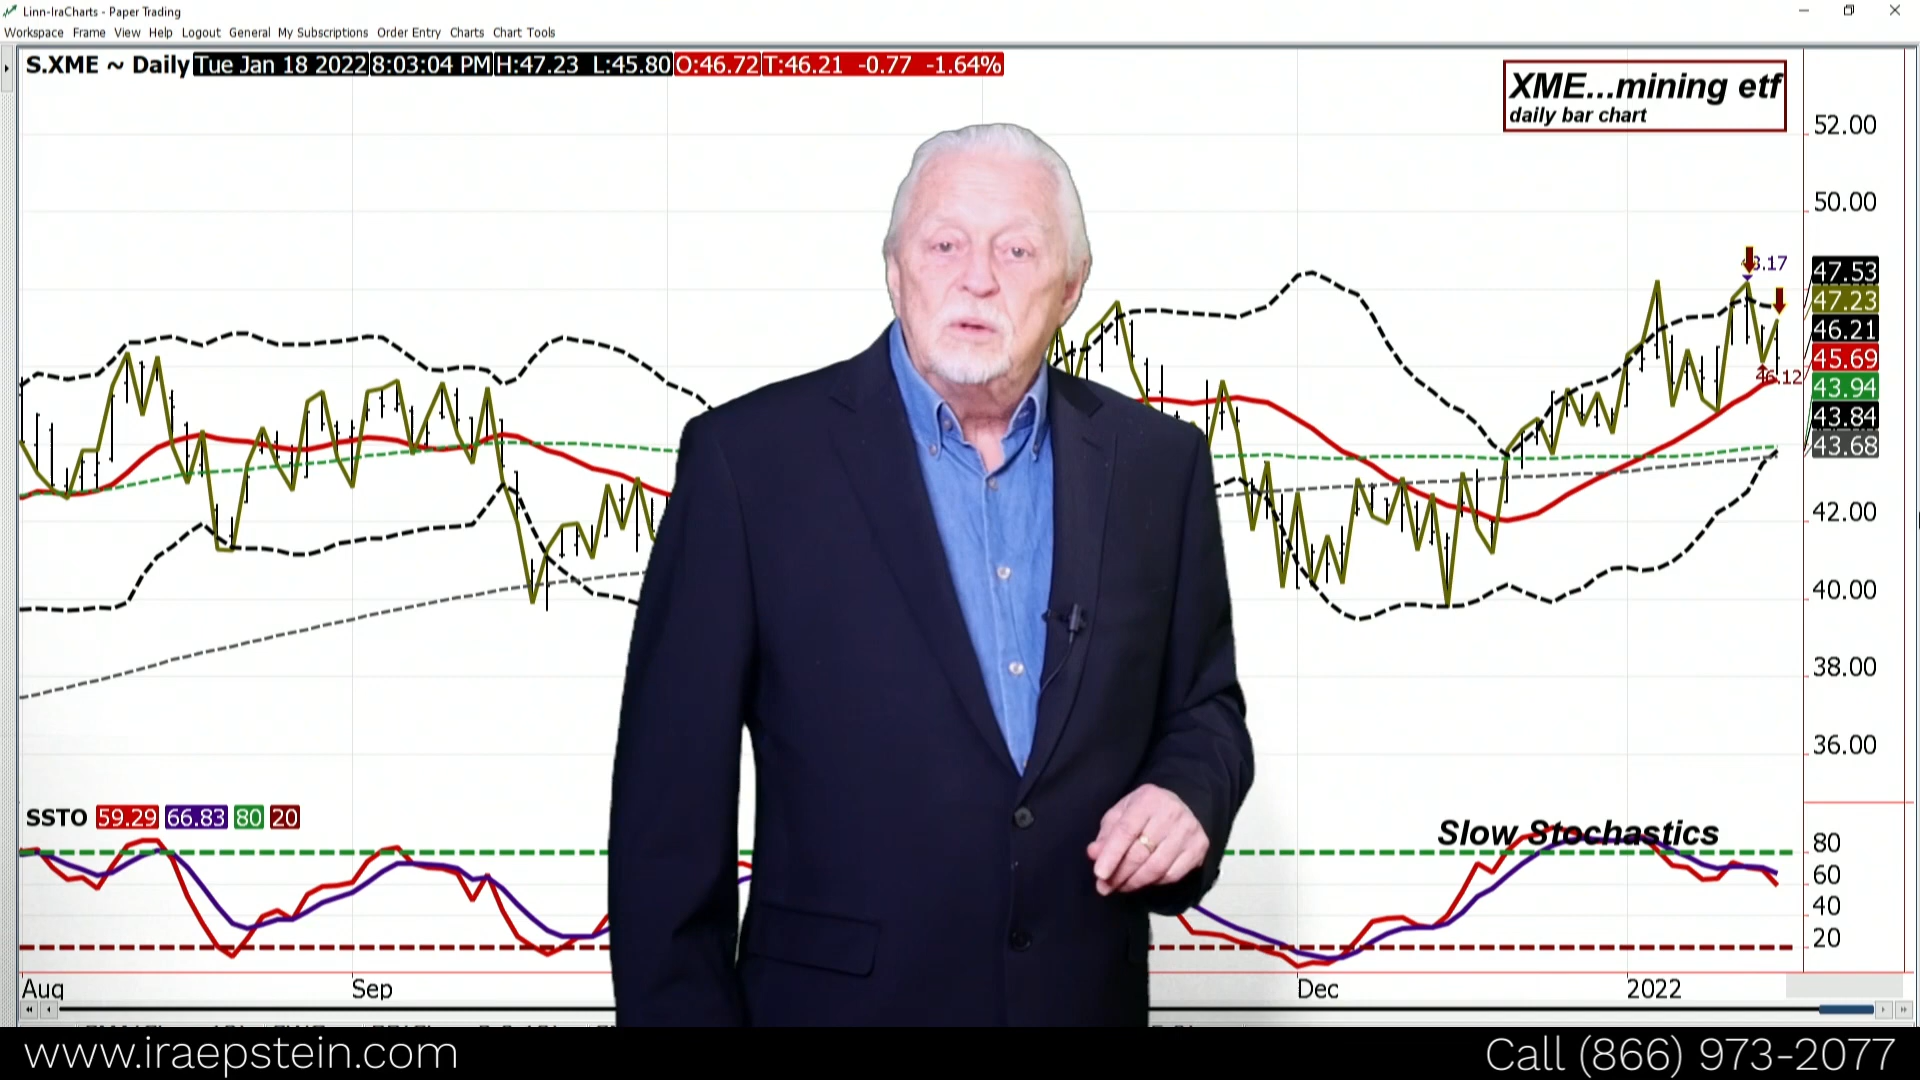 Linn-IraCharts - Paper Trading
Workspace Frame View Help Logout General My Subscriptions Order Entry Charts Chart Tools
S.XME ~ Daily Tue Jan 18 2022 8:03:04 PM H:47.23 L:45.80 O:46.72 T:46.21 -0.77 -1.64%
XME...mining etf
daily bar chart
52.00
50.00
47.53
47.23
46.21
45.69
43.94
43.84
43.68
46.12
42.00
40.00
38.00
36.00
SSTO 59.29 66.83 80 20
Slow Stochastics
80
60
40
20
Aug Sep Dec 2022
www.iraepstein.com Call (866) 973-2077